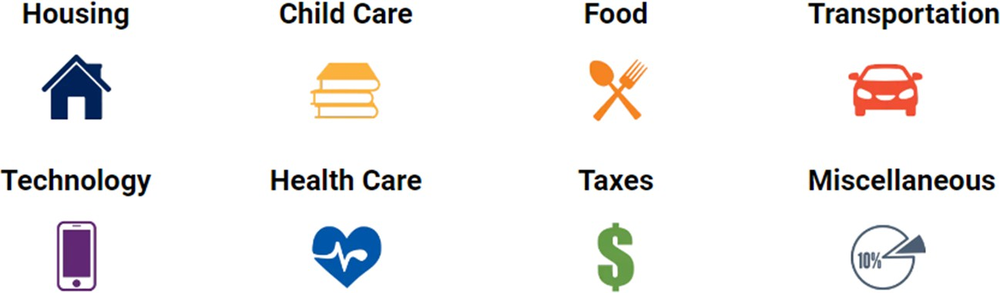 Housing Child Care Food Transportation
Technology Health Care Taxes Miscellaneous
$
10%